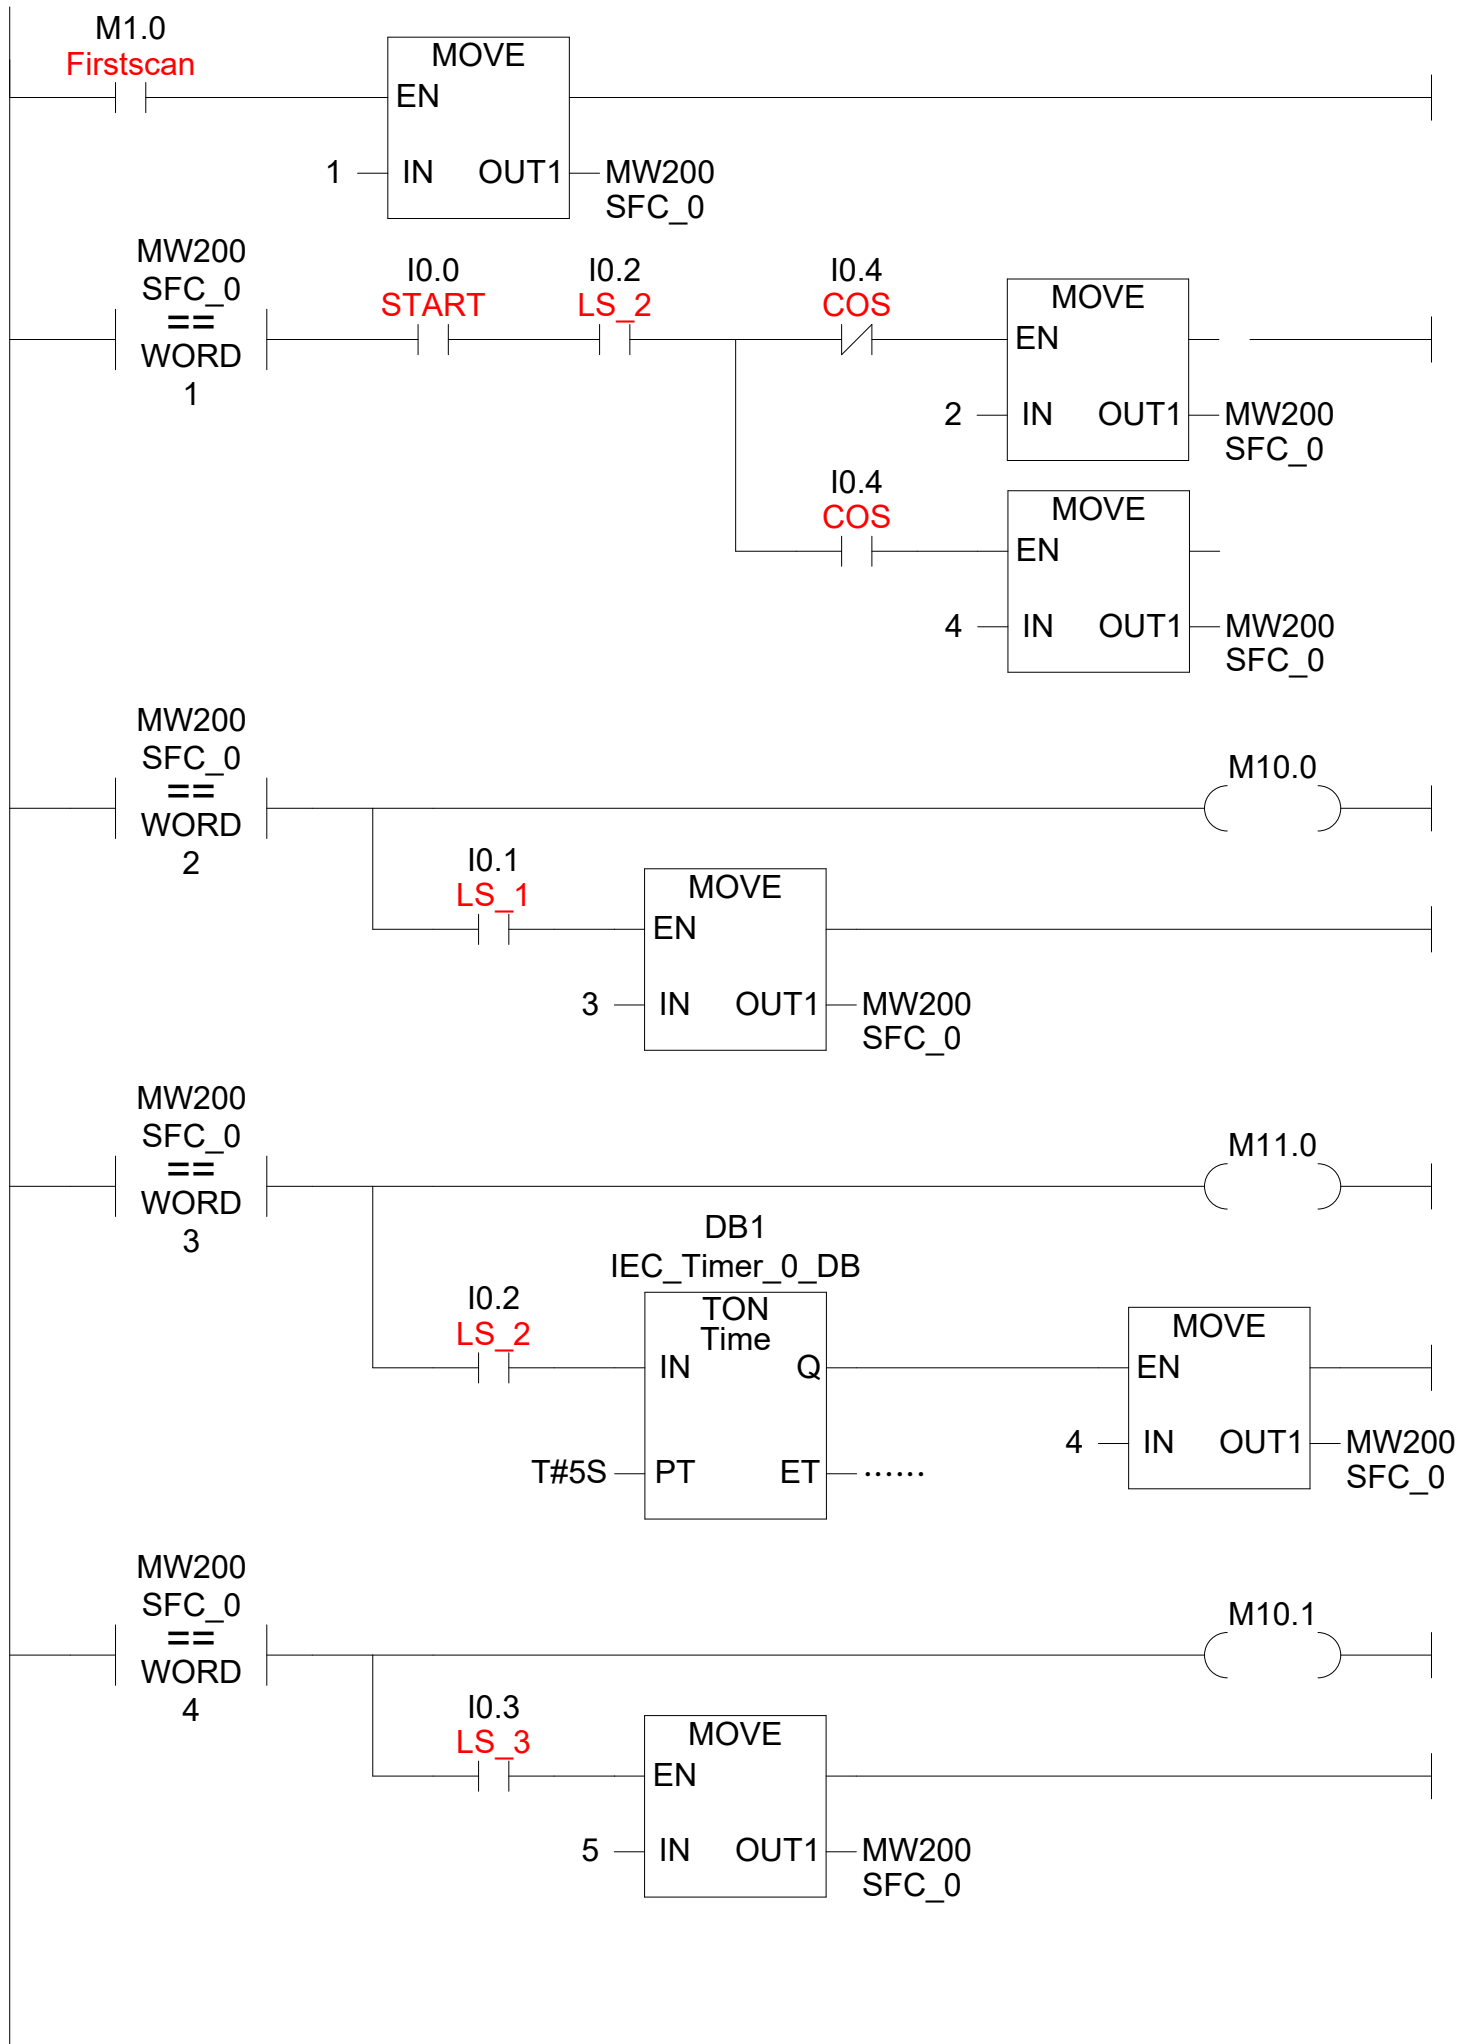 M1.0
Firstscan
MOVE
EN
1
IN OUT1
MW200
SFC_0
MW200
SFC_0
==
WORD
1
I0.0
START
I0.2
LS_2
I0.4
COS
MOVE
EN
2
IN OUT1
MW200
SFC_0
I0.4
COS
MOVE
EN
4
IN OUT1
MW200
SFC_0
MW200
SFC_0
==
WORD
2
M10.0
I0.1
LS_1
MOVE
EN
3
IN OUT1
MW200
SFC_0
MW200
SFC_0
==
WORD
3
M11.0
DB1
IEC_Timer_0_DB
I0.2
LS_2
TON
Time
IN Q
T#5S
PT ET
......
MOVE
EN
4
IN OUT1
MW200
SFC_0
MW200
SFC_0
==
WORD
4
M10.1
I0.3
LS_3
MOVE
EN
5
IN OUT1
MW200
SFC_0